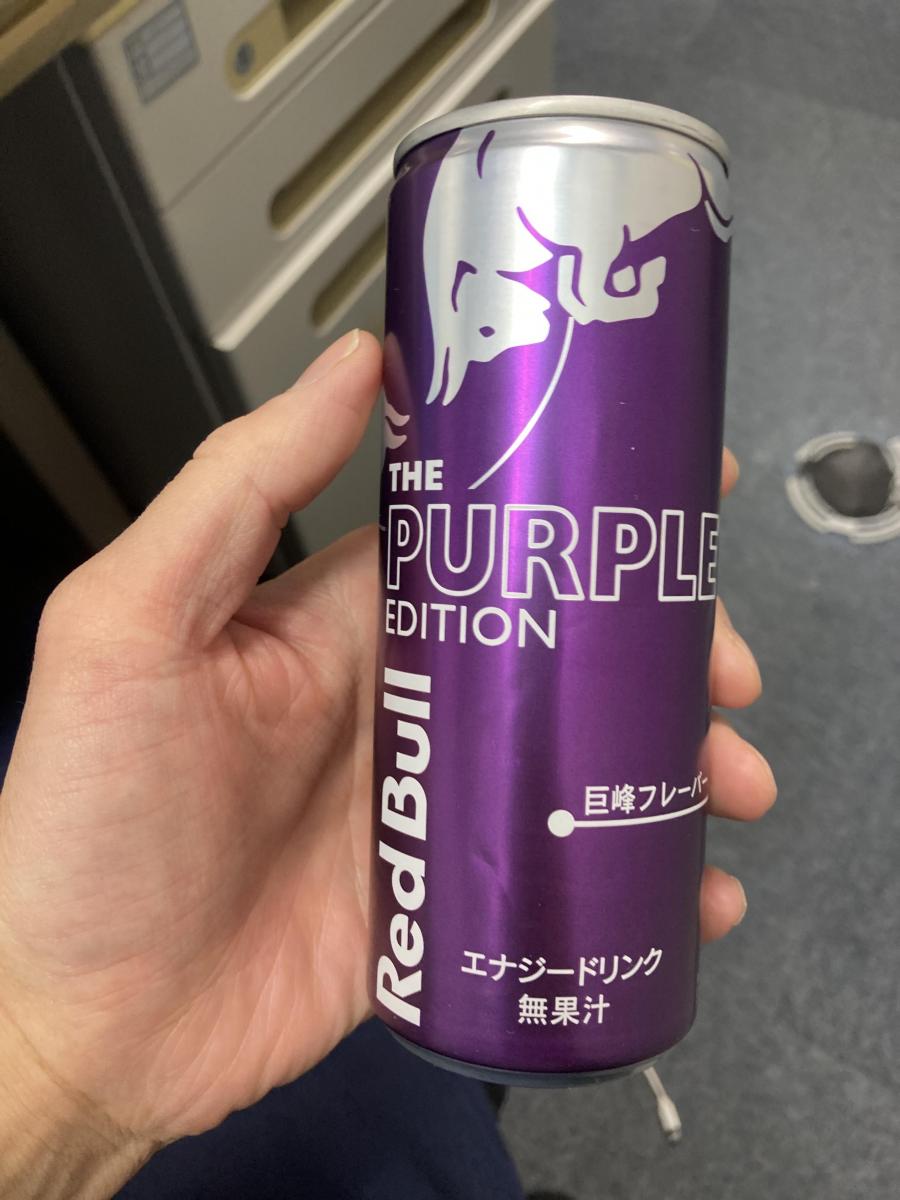 THE
PURPLE
EDITION
Red Bull
巨峰フレーバー
エナジードリンク
無果汁